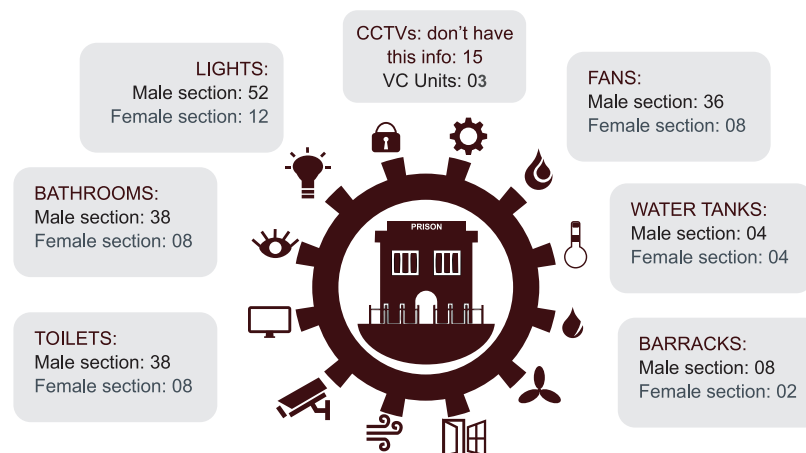 CCTVs: don't have
this info: 15
VC Units: 03
LIGHTS:
Male section: 52
Female section: 12
FANS:
Male section: 36
Female section: 08
BATHROOMS:
Male section: 38
Female section: 08
WATER TANKS:
Male section: 04
Female section: 04
PRISON
TOILETS:
Male section: 38
Female section: 08
BARRACKS:
Male section: 08
Female section: 02